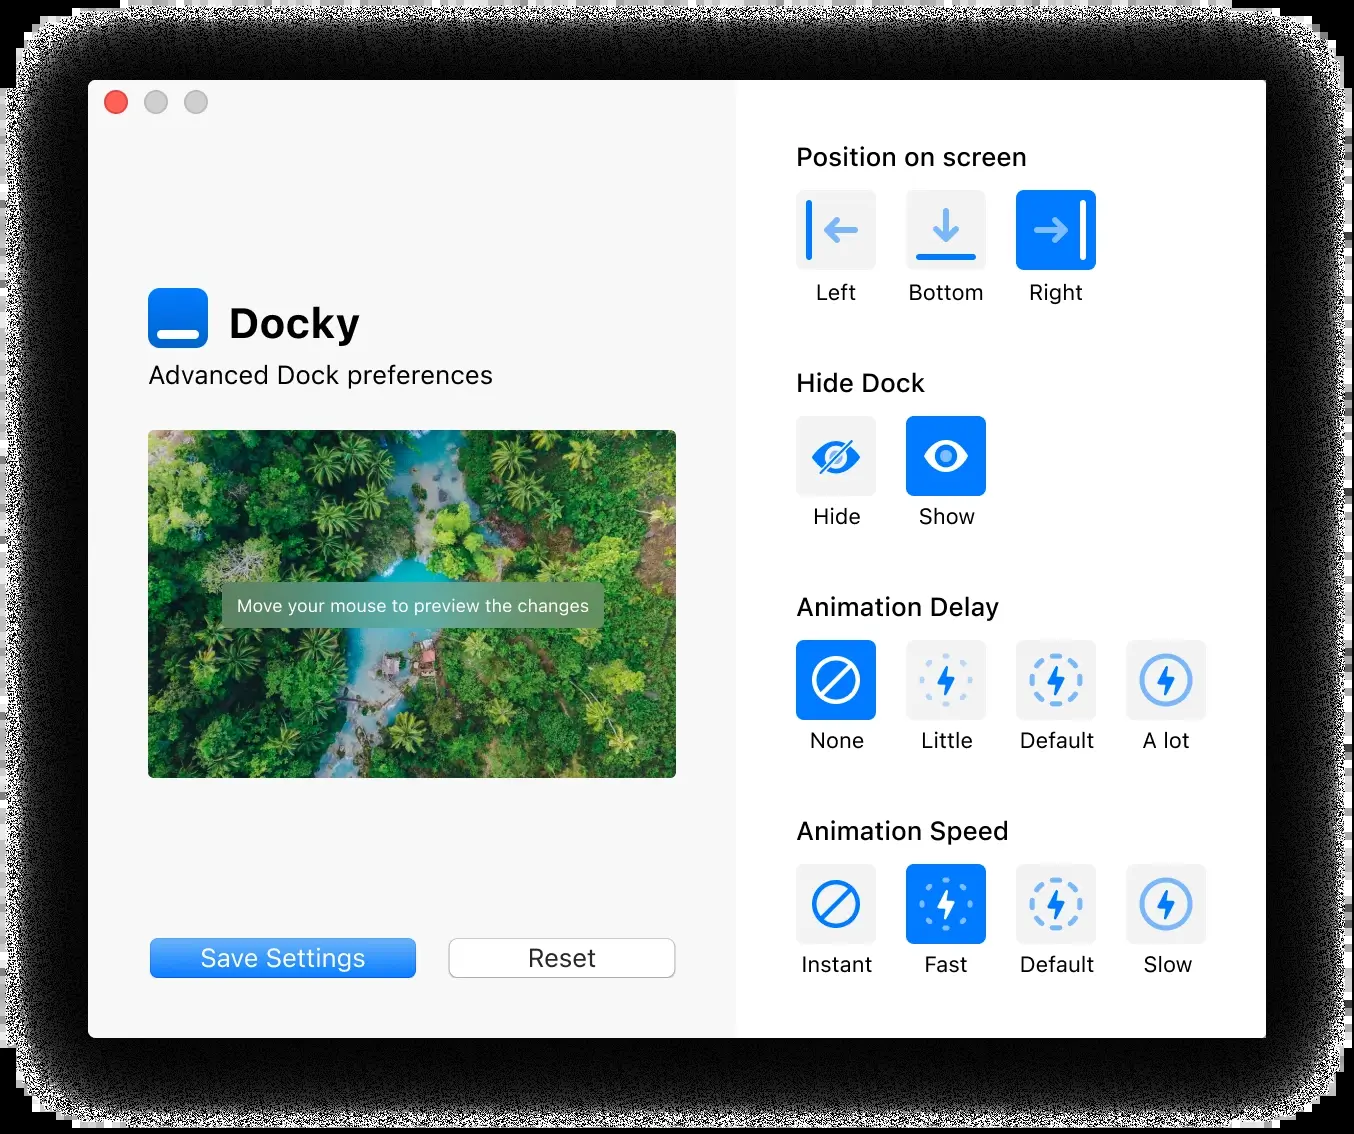 Docky
Advanced Dock preferences
Move your mouse to preview the changes
Save Settings
Reset
Position on screen
Left
Bottom
Right
Hide Dock
Hide
Show
Animation Delay
None
Little
Default
A lot
Animation Speed
Instant
Fast
Default
Slow